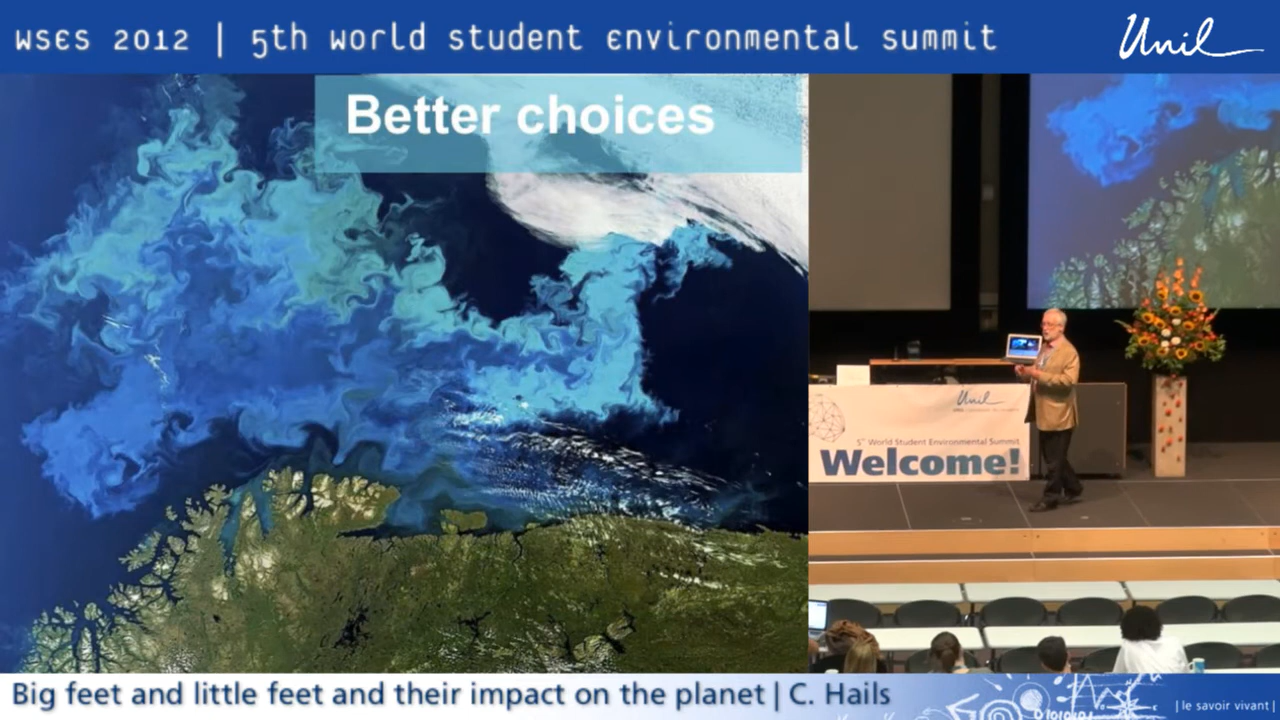 WSES 2012 | 5th world student environmental summit
Unil
Better choices
Unil
5th World Student Environmental Summit
Welcome!
Big feet and little feet and their impact on the planet | C. Hails
| le savoir vivant |